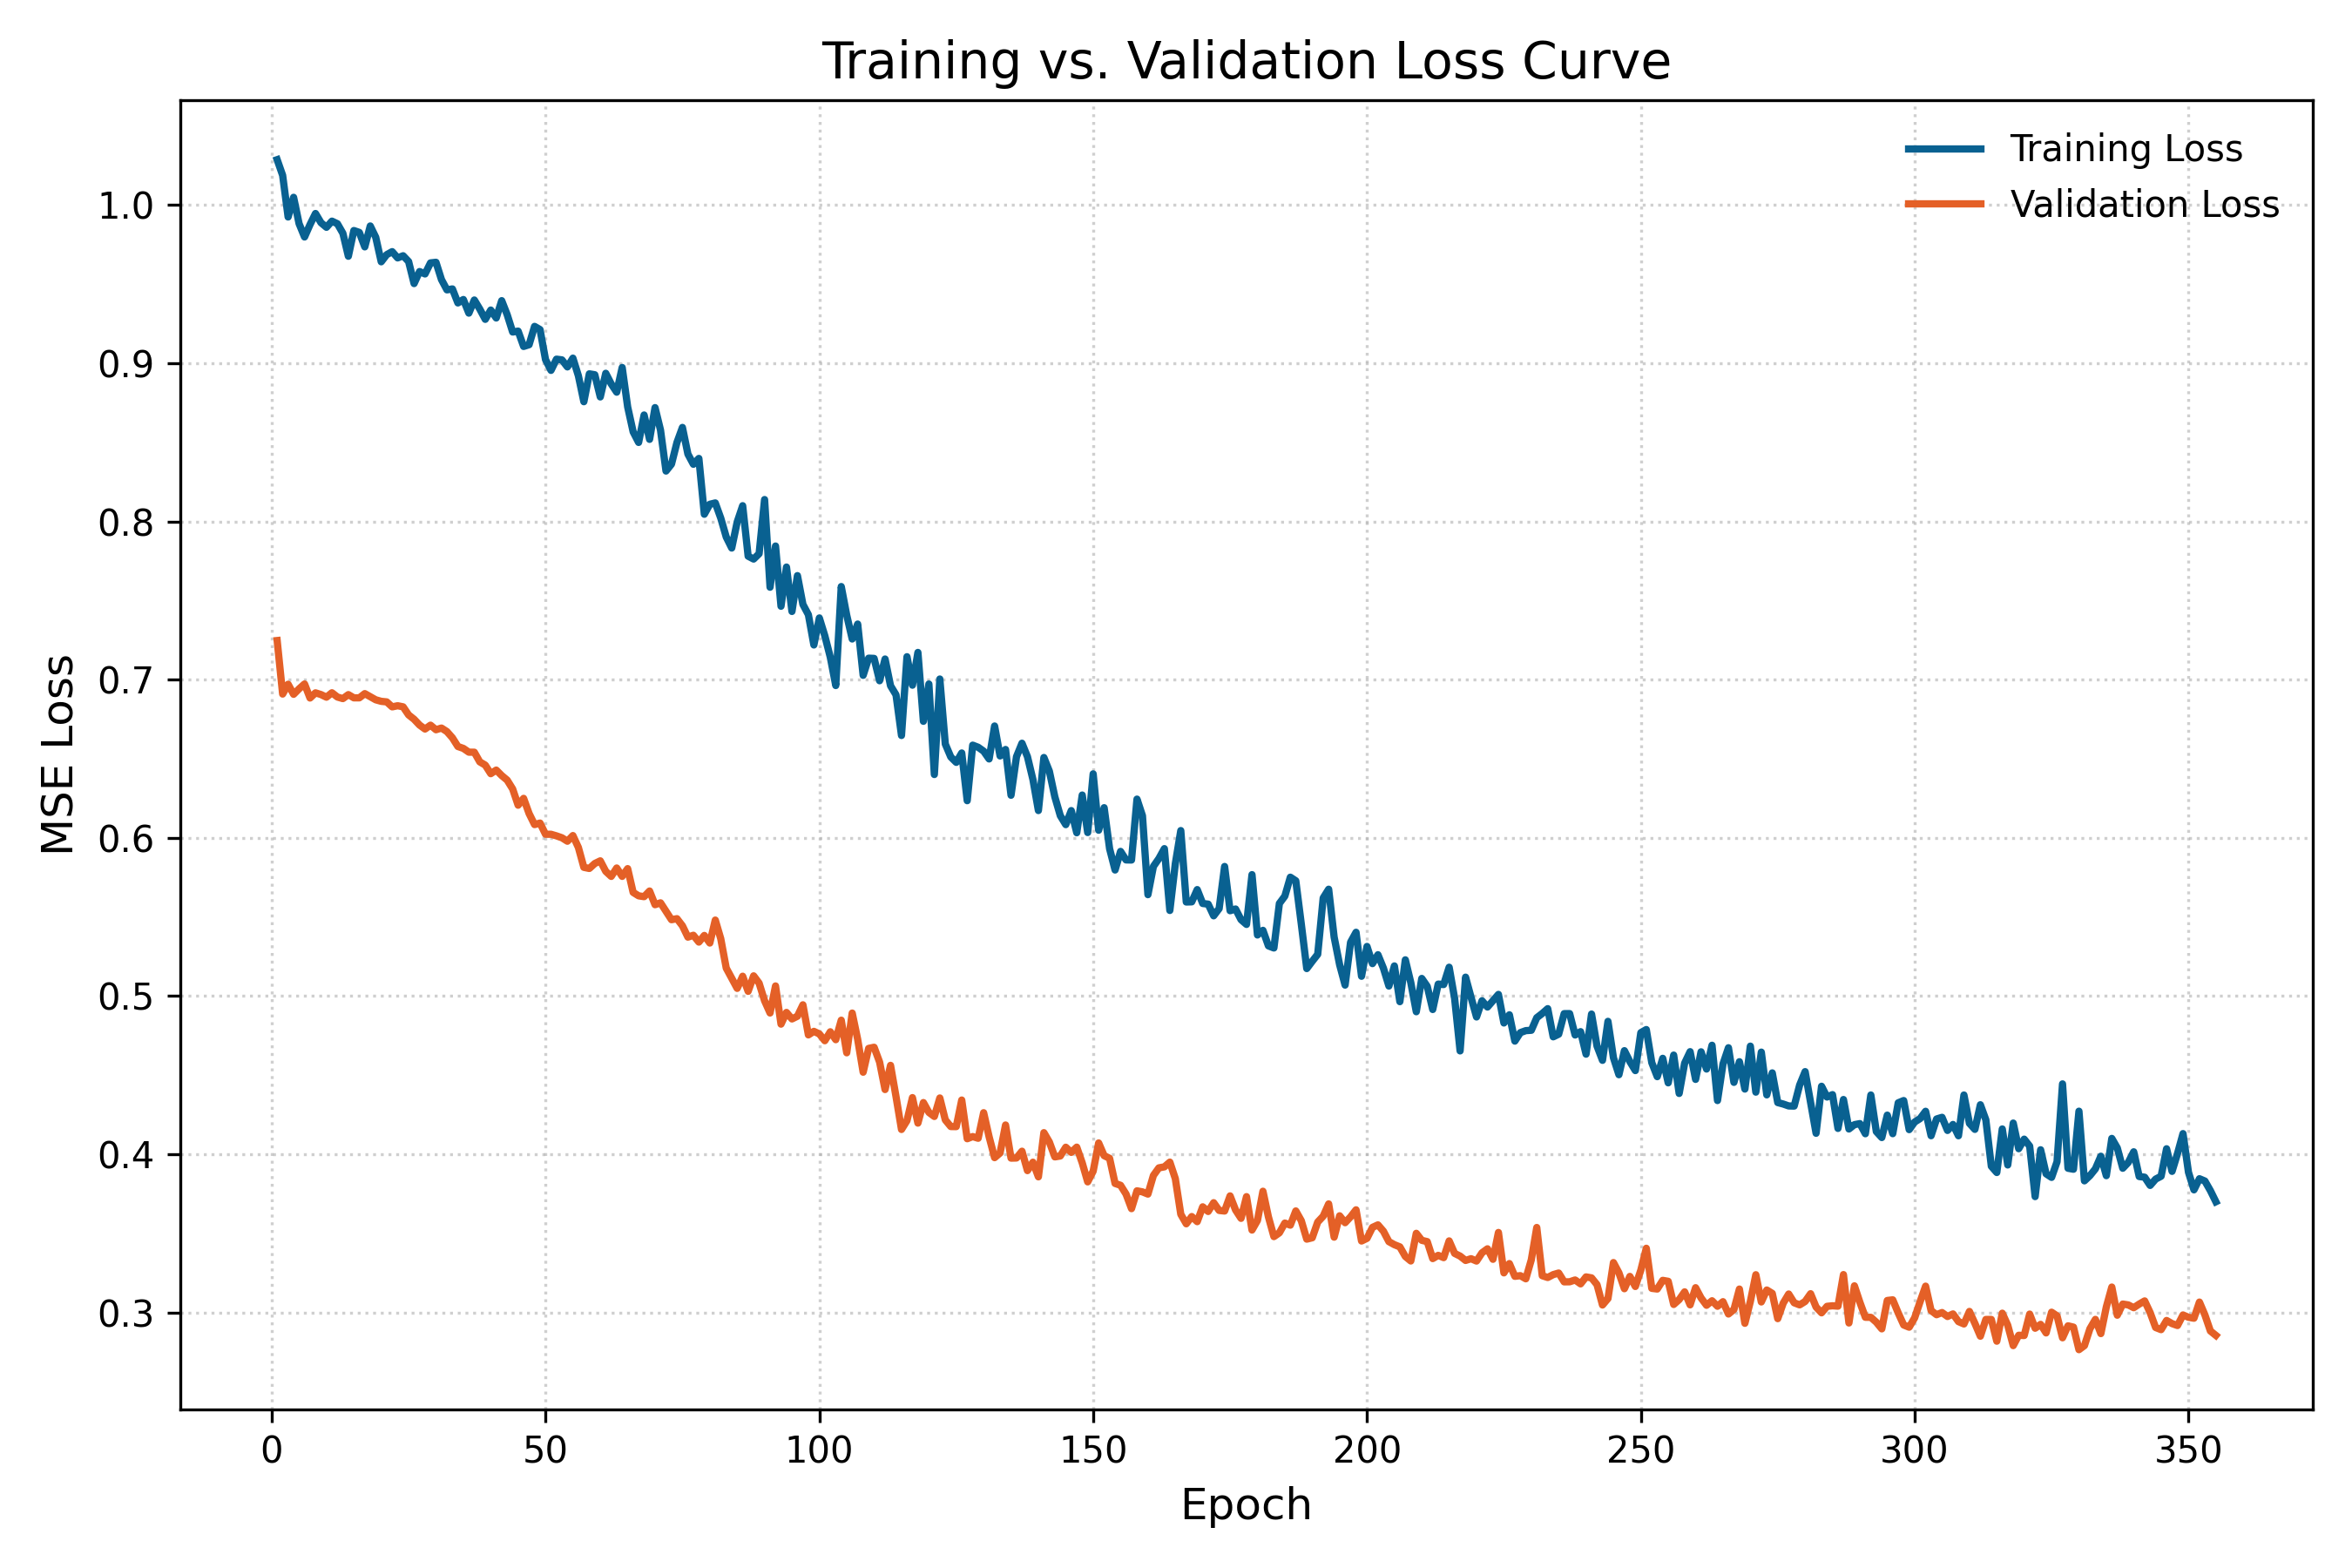 Training vs. Validation Loss Curve
Training Loss
Validation Loss
1.0
0.9
0.8
0.7
0.6
0.5
0.4
0.3
MSE Loss
0 50 100 150 200 250 300 350
Epoch